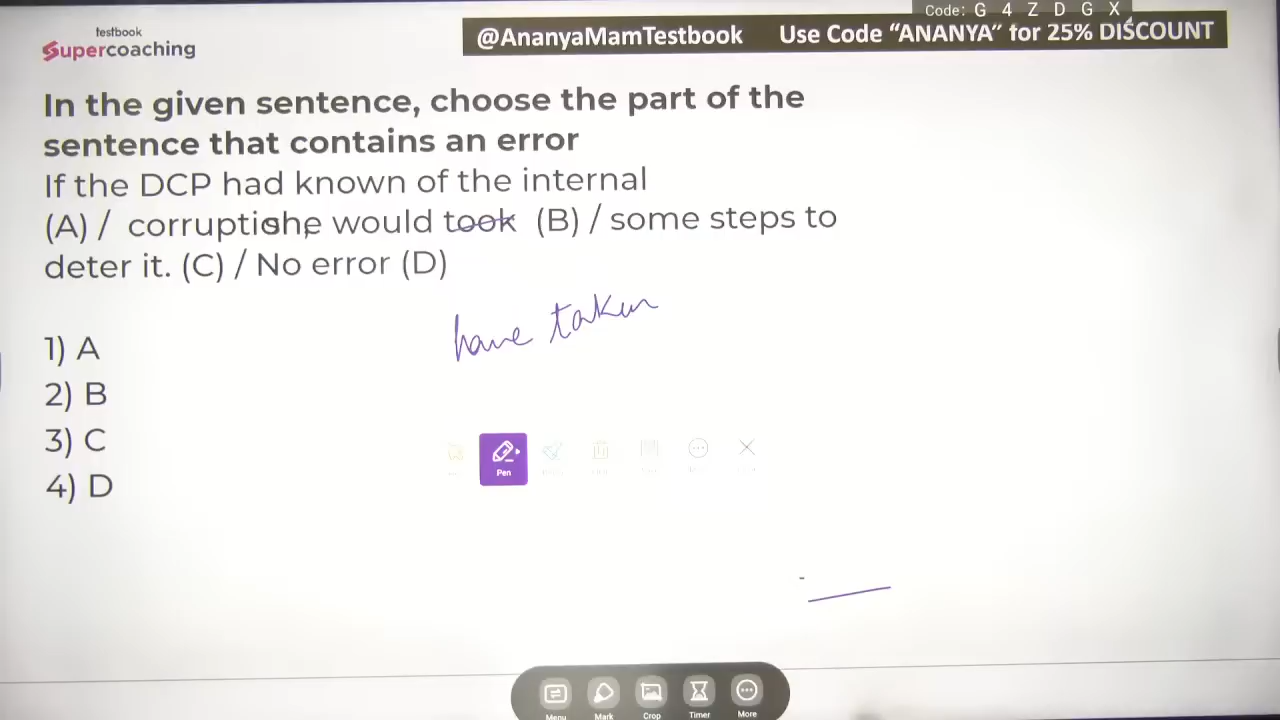 Code: G 4 Z D G X
testbook
Supercoaching
@AnanyaMamTestbook Use Code “ANANYA” for 25% DISCOUNT
In the given sentence, choose the part of the
sentence that contains an error
If the DCP had known of the internal
(A) / corruption, she would took (B) / some steps to
deter it. (C) / No error (D)
have taken
1) A
2) B
3) C
4) D
Pen
Menu Mark Crop Timer More